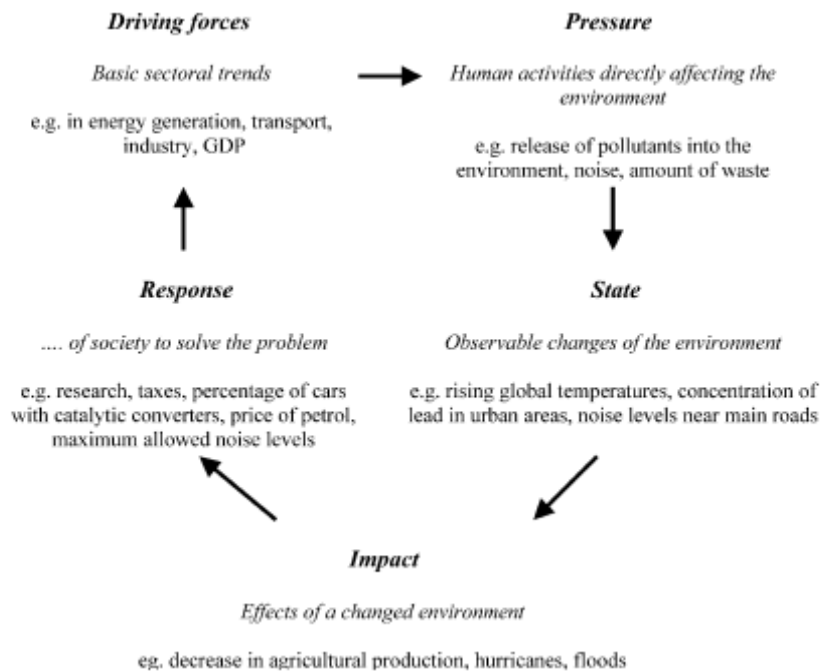 Driving forces
Basic sectoral trends
e.g. in energy generation, transport,
industry, GDP
Pressure
Human activities directly affecting the
environment
e.g. release of pollutants into the
environment, noise, amount of waste
State
Observable changes of the environment
e.g. rising global temperatures, concentration of
lead in urban areas, noise levels near main roads
Impact
Effects of a changed environment
eg. decrease in agricultural production, hurricanes, floods
Response
.... of society to solve the problem
e.g. research, taxes, percentage of cars
with catalytic converters, price of petrol,
maximum allowed noise levels